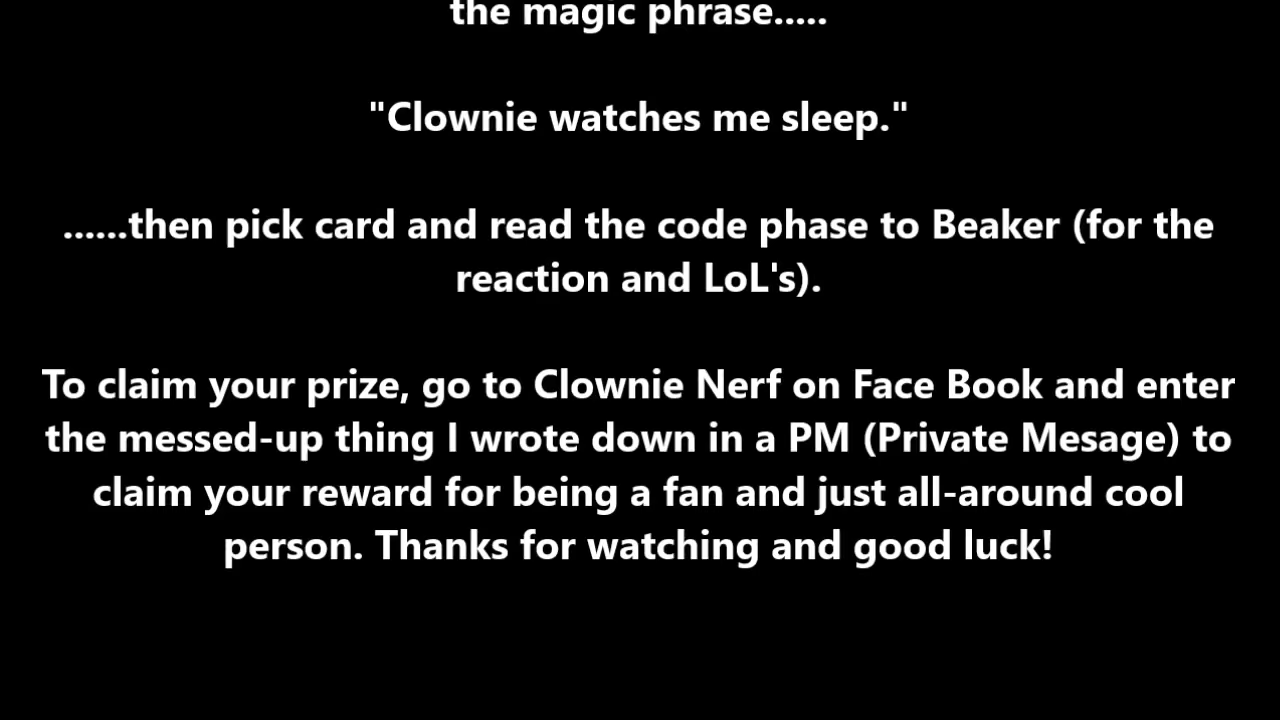 the magic phrase.....
"Clownie watches me sleep."
......then pick card and read the code phase to Beaker (for the
reaction and LoL's).
To claim your prize, go to Clownie Nerf on Face Book and enter
the messed-up thing I wrote down in a PM (Private Mesage) to
claim your reward for being a fan and just all-around cool
person. Thanks for watching and good luck!